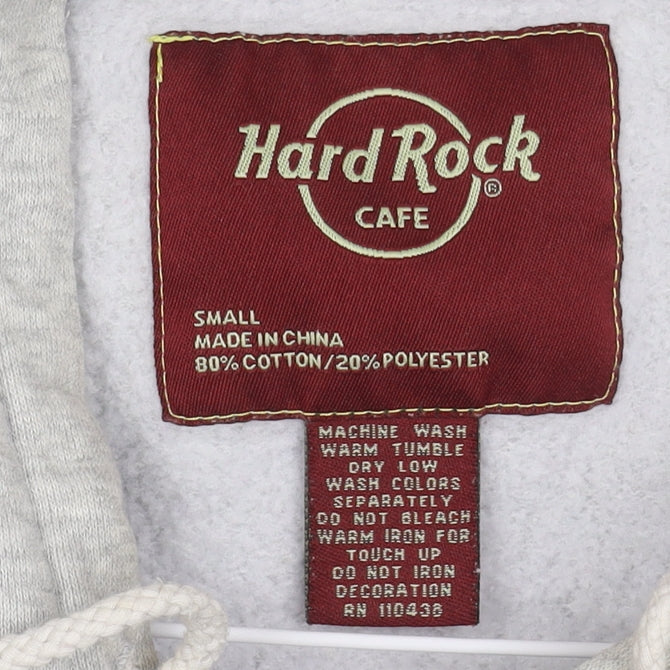 Hard Rock
®
CAFE
SMALL
MADE IN CHINA
80% COTTON/20% POLYESTER
MACHINE WASH
WARM TUMBLE
DRY LOW
WASH COLORS
SEPARATELY
DO NOT BLEACH
WARM IRON FOR
TOUCH UP
DO NOT IRON
DECORATION
RN 110438